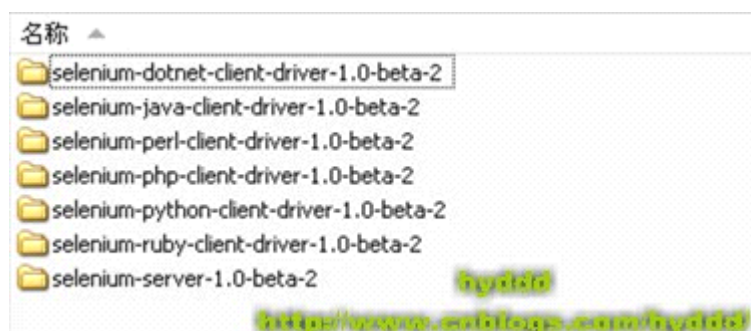 名称
selenium-dotnet-client-driver-1.0-beta-2
selenium-java-client-driver-1.0-beta-2
selenium-perl-client-driver-1.0-beta-2
selenium-php-client-driver-1.0-beta-2
selenium-python-client-driver-1.0-beta-2
selenium-ruby-client-driver-1.0-beta-2
selenium-server-1.0-beta-2
hyddd
http://www.cnblogs.com/hyddd/